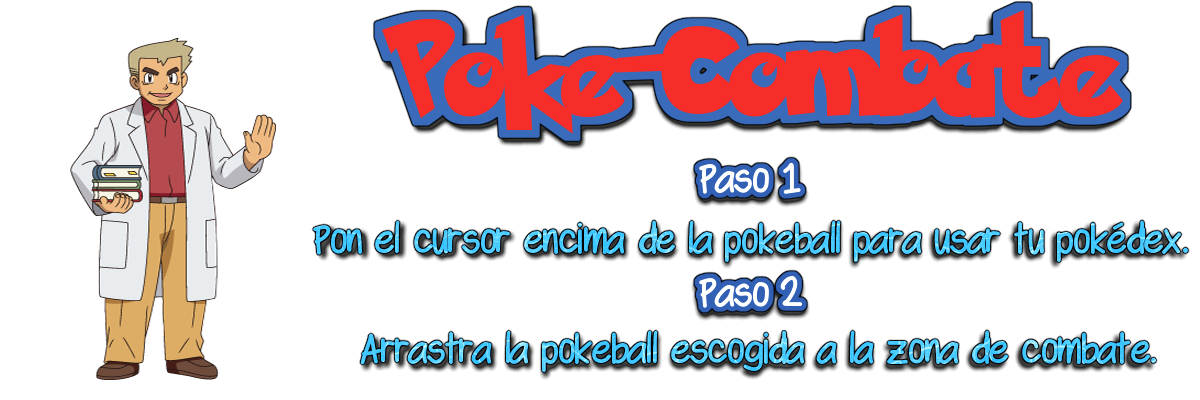 Poke-Combate
Paso 1
Pon el cursor encima de la pokeball para usar tu pokédex.
Paso 2
Arrastra la pokeball escogida a la zona de combate.